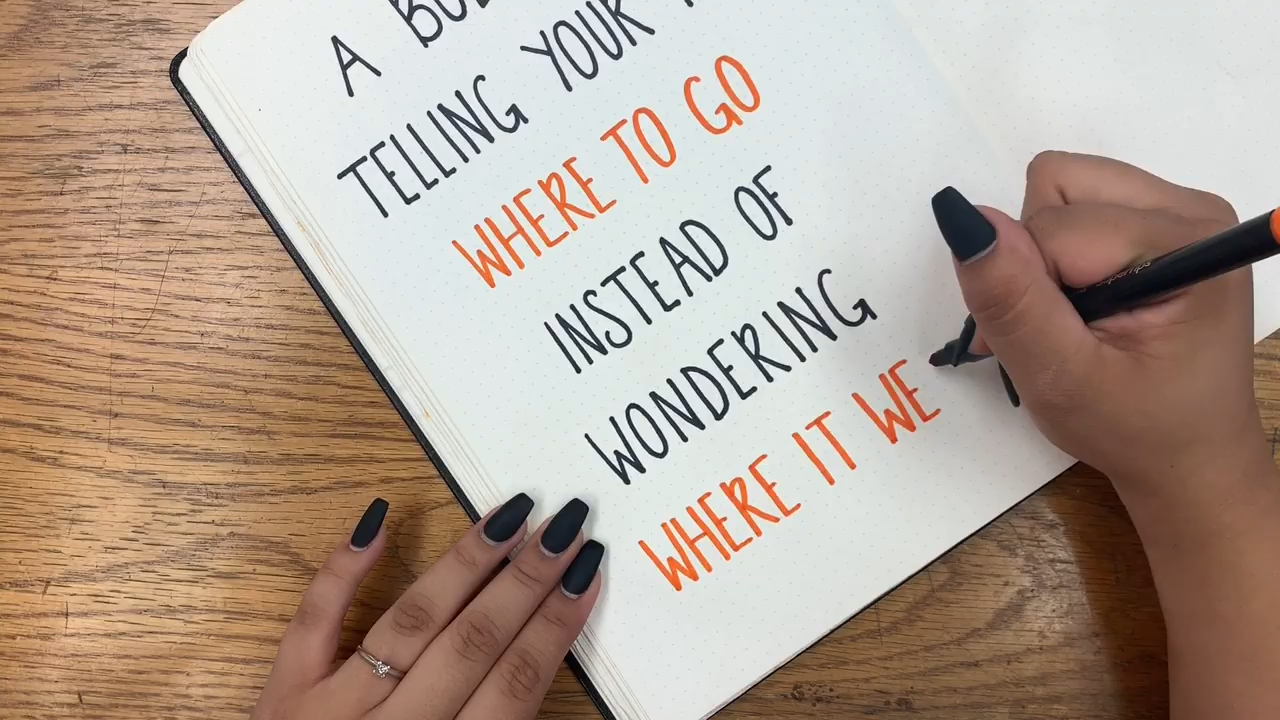 A
TELLING YOUR
WHERE TO GO
INSTEAD OF
WONDERING
WHERE IT WE